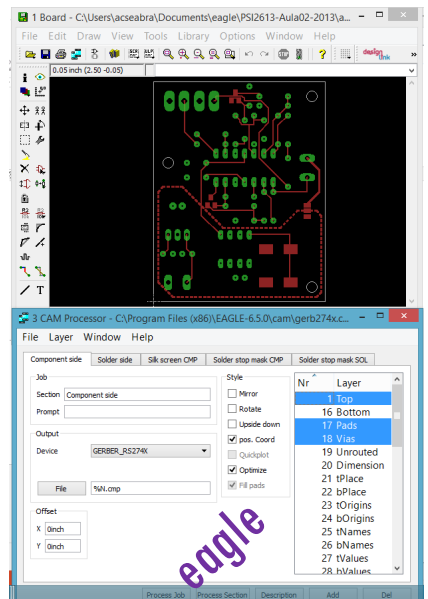 1 Board - C:\Users\acseabra\Documents\eagle\PSI2613-Aula02-2013\a...
File Edit Draw View Tools Library Options Window Help
design link
0.05 inch (2.50 -0.05)
R2
10k
T
3 CAM Processor - C:\Program Files (x86)\EAGLE-6.5.0\cam\gerb274x.c...
File Layer Window Help
Component side Solder side Silk screen CMP Solder stop mask CMP Solder stop mask SOL
Job
Section Component side
Prompt
Output
Device GERBER_RS274X
File %N.cmp
Offset
X 0inch
Y 0inch
Style
Mirror
Rotate
Upside down
pos. Coord
Quickplot
Optimize
Fill pads
Nr Layer
1 Top
16 Bottom
17 Pads
18 Vias
19 Unrouted
20 Dimension
21 tPlace
22 bPlace
23 tOrigins
24 bOrigins
25 tNames
26 bNames
27 tValues
28 bValues
eagle
Process Job Process Section Description Add Del